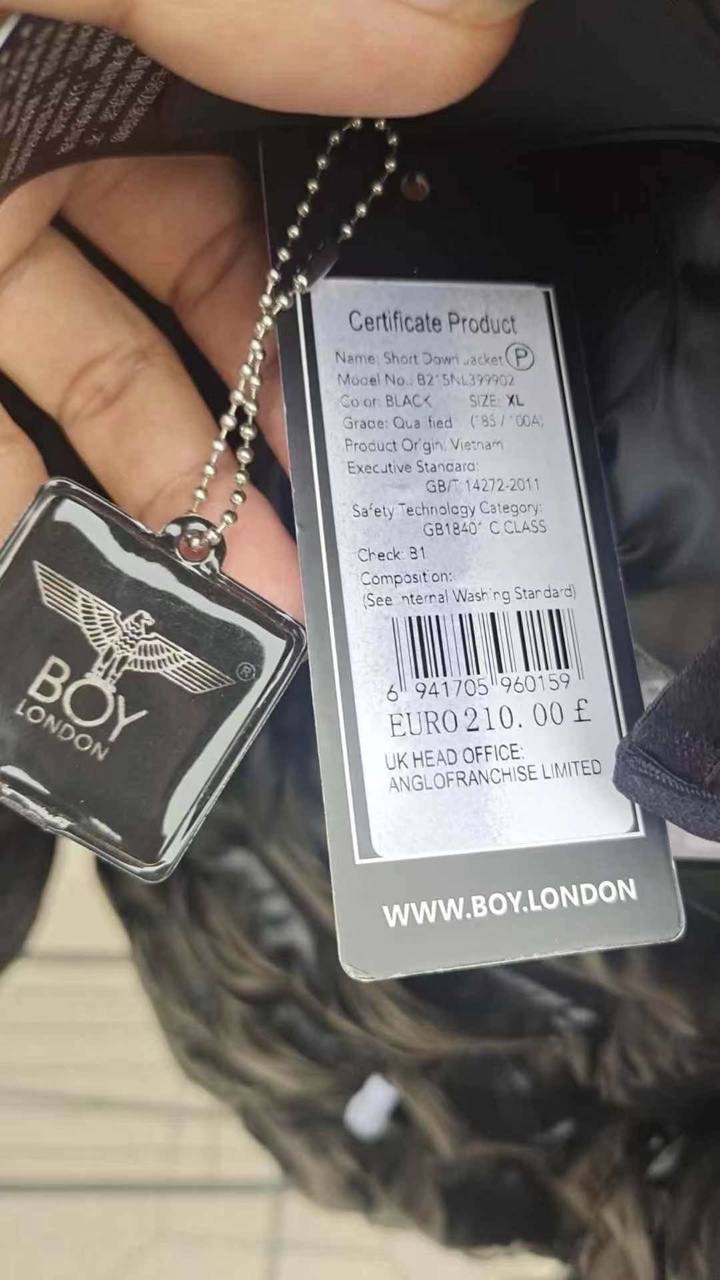 Certificate Product
Name: Short Down Jacket Ⓟ
Model No.: B215NL399902
Color: BLACK SIZE: XL
Grade: Qualified (185/100A)
Product Origin: Vietnam
Executive Standard:
GB/T 14272-2011
Safety Technology Category:
GB18401 C CLASS
Check: B1
Composition:
(See Internal Washing Standard)
6 941705 960159
EURO210.00£
UK HEAD OFFICE:
ANGLOFRANCHISE LIMITED
WWW.BOY.LONDON
®
BOY
LONDON